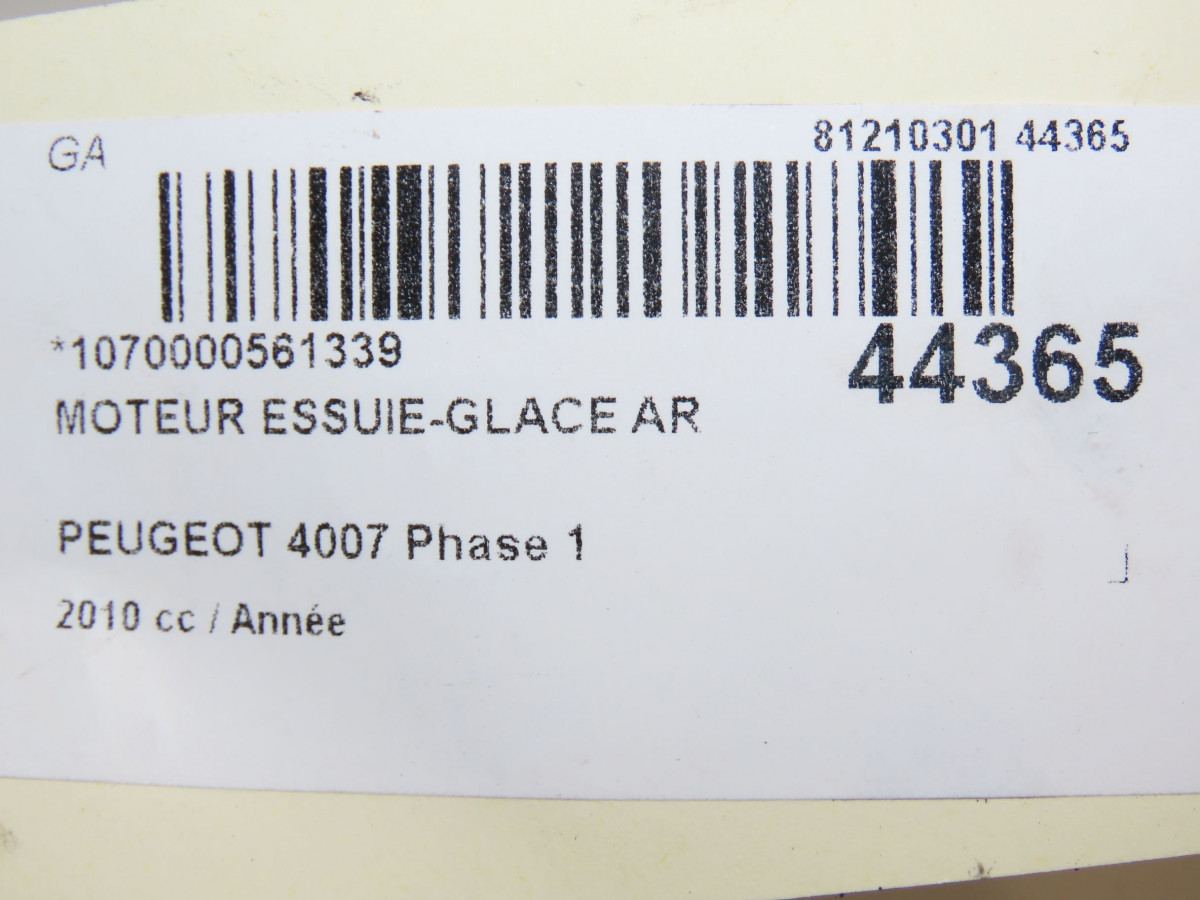 GA
81210301 44365
*1070000561339
44365
MOTEUR ESSUIE-GLACE AR
PEUGEOT 4007 Phase 1
2010 cc / Année